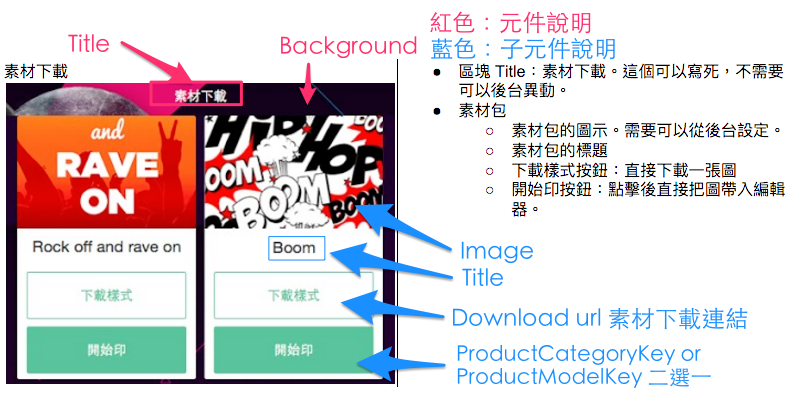 紅色：元件說明
藍色：子元件說明
Title
Background
素材下載
素材下載
and
RAVE
ON
HIP HOP
BOOM
BOOM
BOOM
BOOM
Rock off and rave on
Boom
下載樣式
下載樣式
開始印
開始印
● 區塊 Title：素材下載。這個可以寫死，不需要
可以後台異動。
● 素材包
○ 素材包的圖示。需要可以從後台設定。
○ 素材包的標題
○ 下載樣式按鈕：直接下載一張圖
○ 開始印按鈕：點擊後直接把圖帶入編輯
器。
Image
Title
Download url 素材下載連結
ProductCategoryKey or
ProductModelKey 二選一